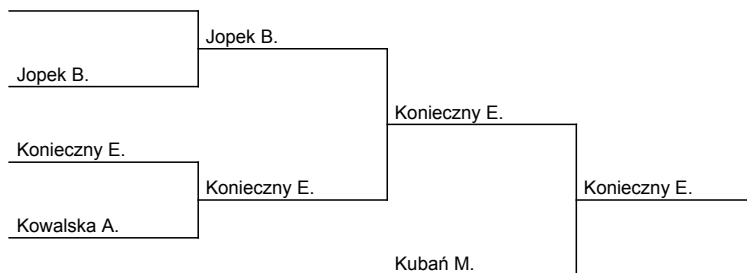 Jopek B.
Jopek B.
Konieczny E.
Konieczny E.
Konieczny E.
Konieczny E.
Kowalska A.
Kubań M.